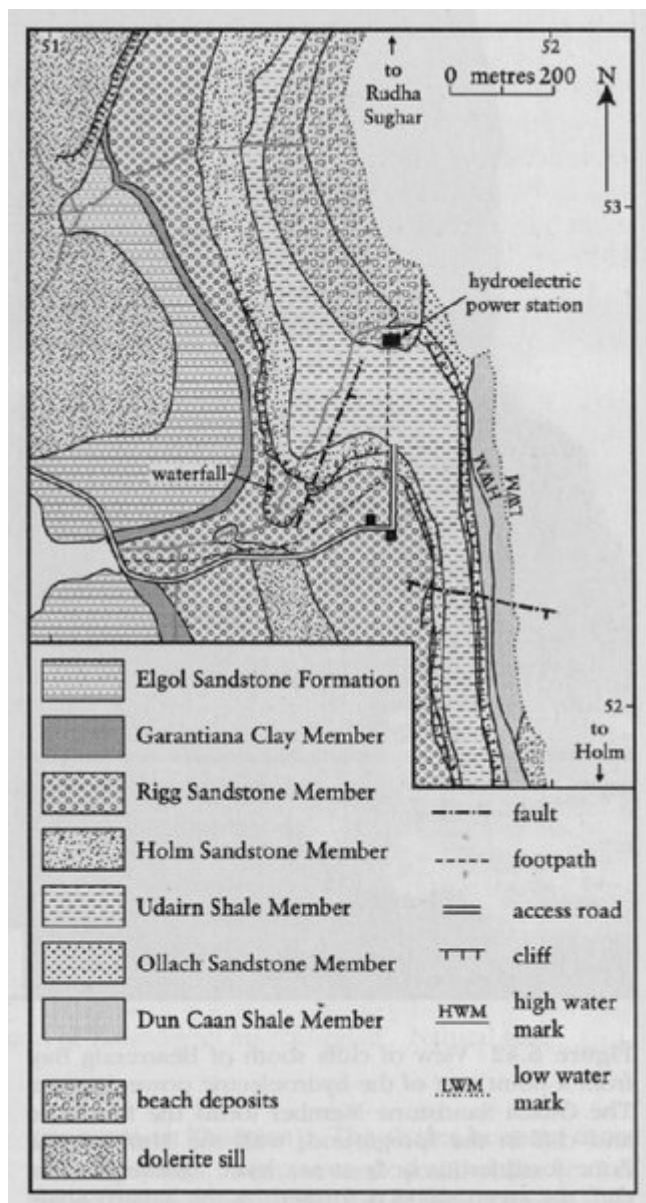 51
52
to
Rudha
Sughar
0 metres 200
N
53
hydroelectric
power station
waterfall
HWM
LWM
52
to
Holm
Elgol Sandstone Formation
Garantiana Clay Member
Rigg Sandstone Member
Holm Sandstone Member
Udairn Shale Member
Ollach Sandstone Member
Dun Caan Shale Member
beach deposits
dolerite sill
fault
footpath
access road
cliff
HWM
high water
mark
LWM
low water
mark